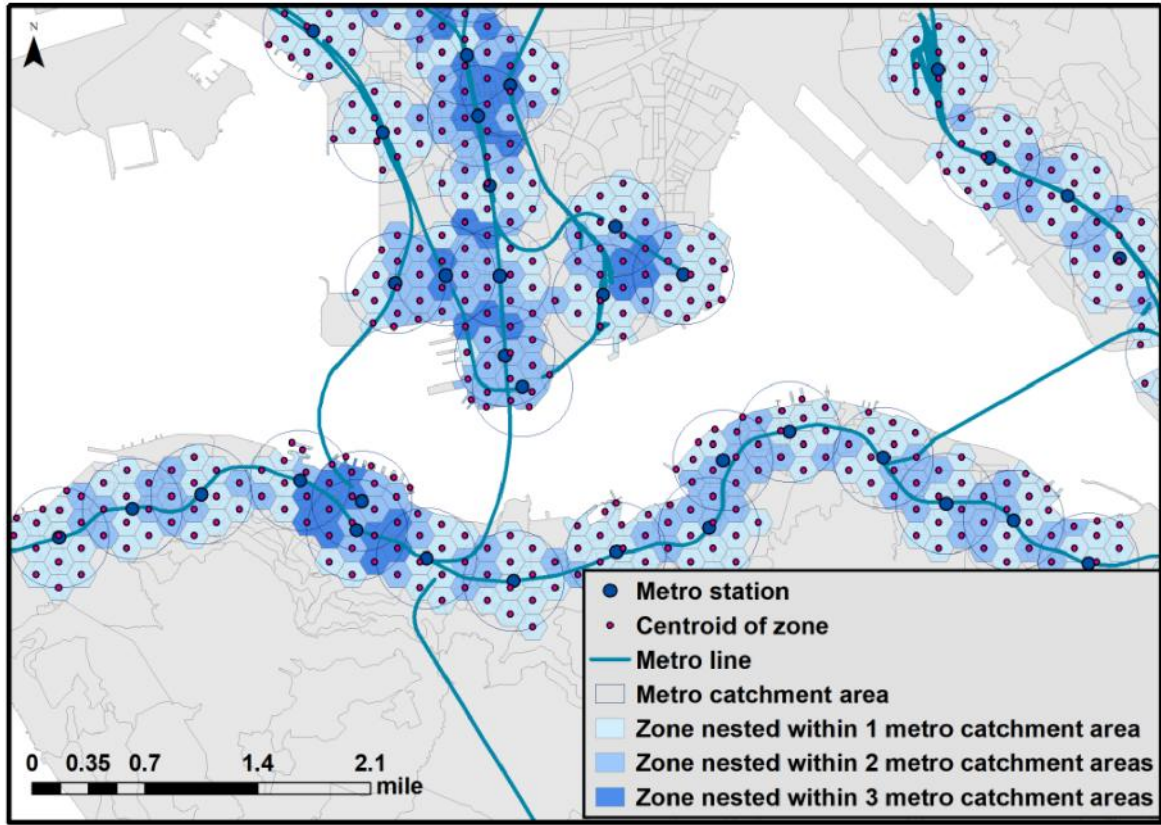 N
Metro station
Centroid of zone
Metro line
Metro catchment area
Zone nested within 1 metro catchment area
Zone nested within 2 metro catchment areas
Zone nested within 3 metro catchment areas
0 0.35 0.7 1.4 2.1
mile